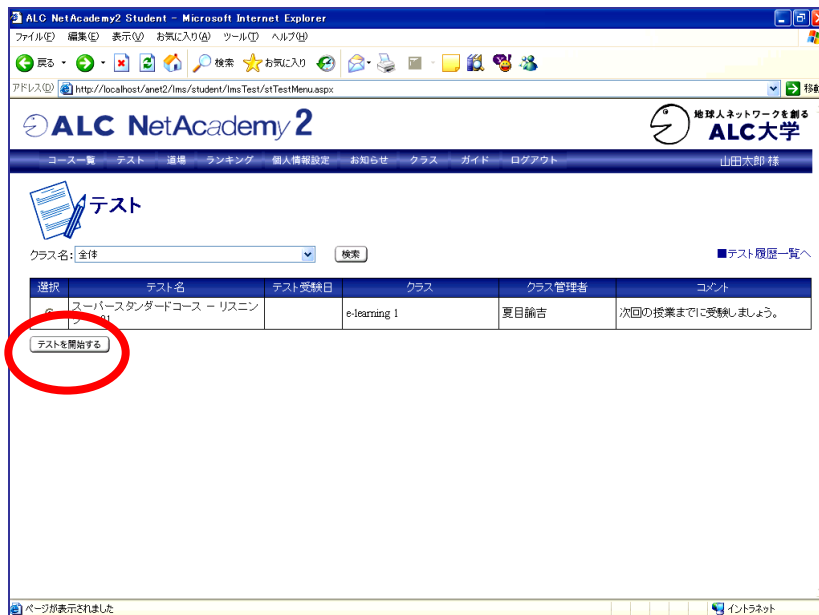 ALC NetAcademy2 Student - Microsoft Internet Explorer
ファイル(F) 編集(E) 表示(V) お気に入り(A) ツール(T) ヘルプ(H)
戻る 検索 お気に入り
アドレス(D) http://localhost/anet2/lms/student/lmsTest/stTestMenu.aspx 移動
ALC NetAcademy 2
地球人ネットワークを創る
ALC大学
コース一覧 テスト 道場 ランキング 個人情報設定 お知らせ クラス ガイド ログアウト 山田太郎 様
テスト
クラス名: 全体 検索 ■テスト履歴一覧へ
選択 テスト名 テスト受験日 クラス クラス管理者 コメント
スーパースタンダードコース - リスニン
e-learning 1 夏目諭吉 次回の授業までに受験しましょう。
テストを開始する
ページが表示されました イントラネット